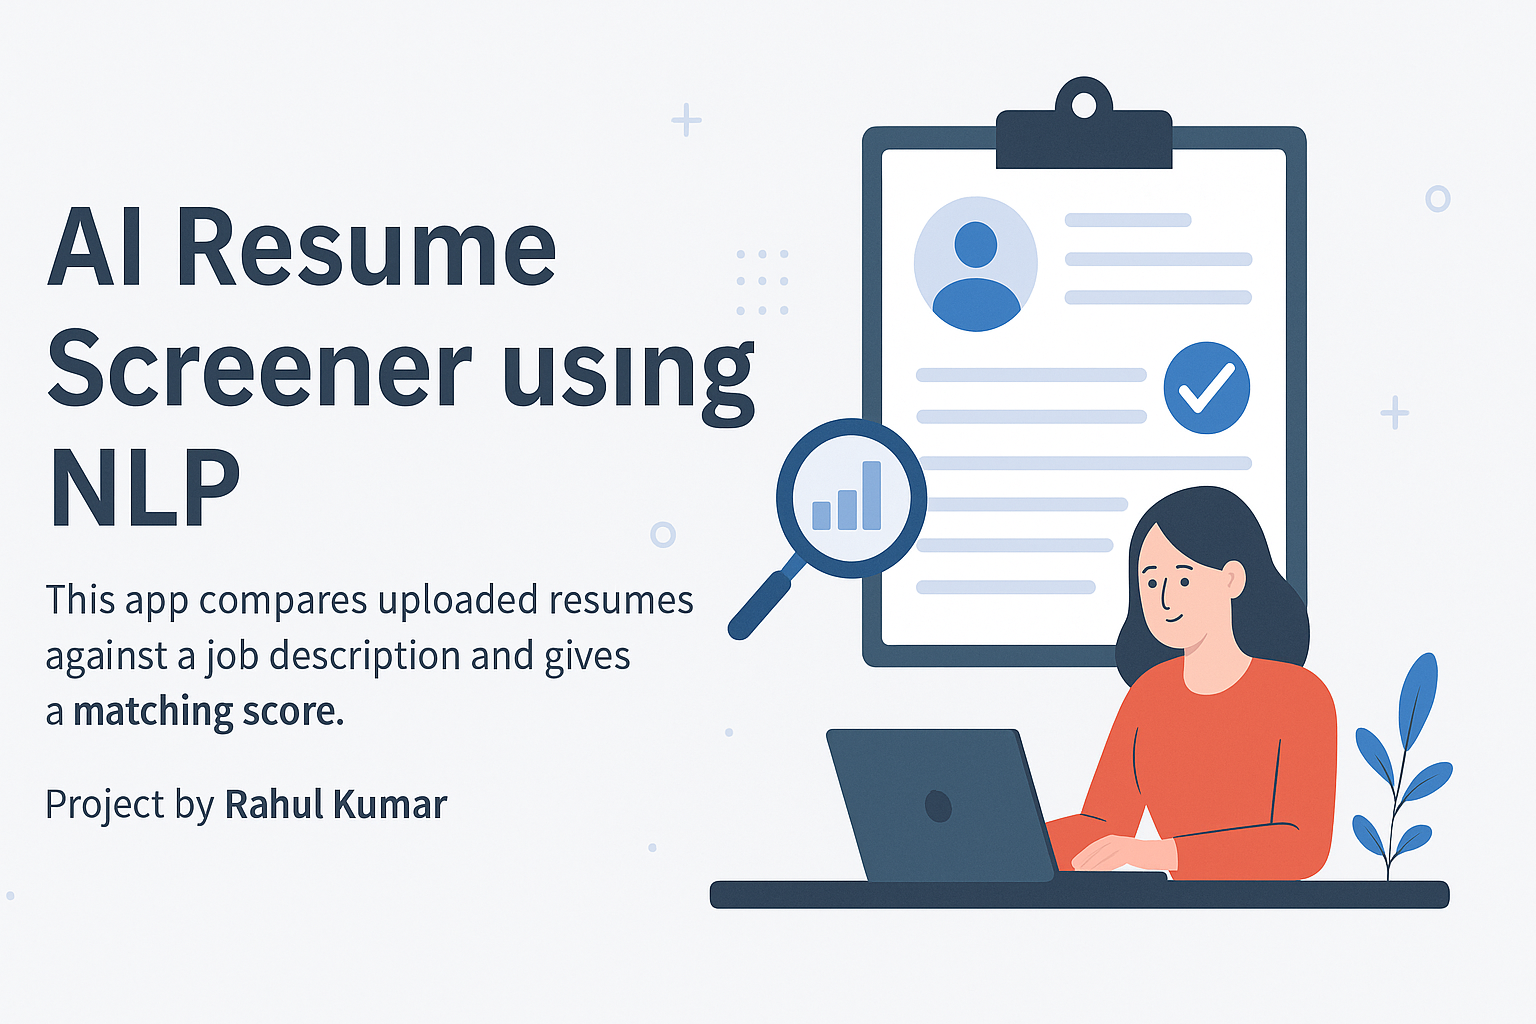 AI Resume
Screener usıng
NLP
This app compares uploaded resumes
against a job description and gives
a matching score.
Project by Rahul Kumar